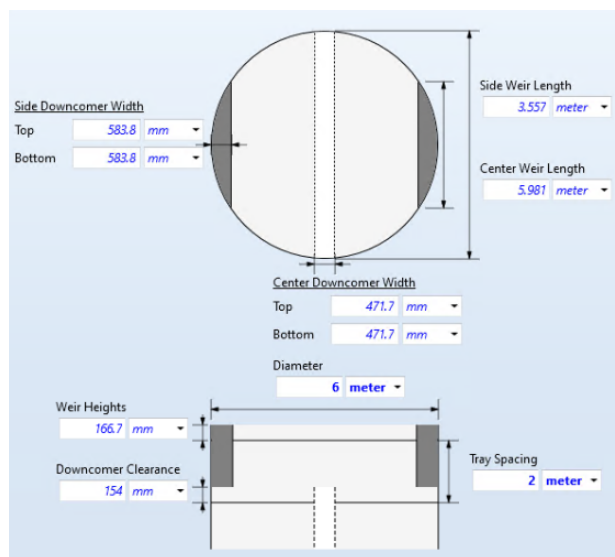 Side Weir Length
3.557 meter
Side Downcomer Width
Top 583.8 mm
Bottom 583.8 mm
Center Weir Length
5.981 meter
Center Downcomer Width
Top 471.7 mm
Bottom 471.7 mm
Diameter
6 meter
Weir Heights
166.7 mm
Downcomer Clearance
154 mm
Tray Spacing
2 meter